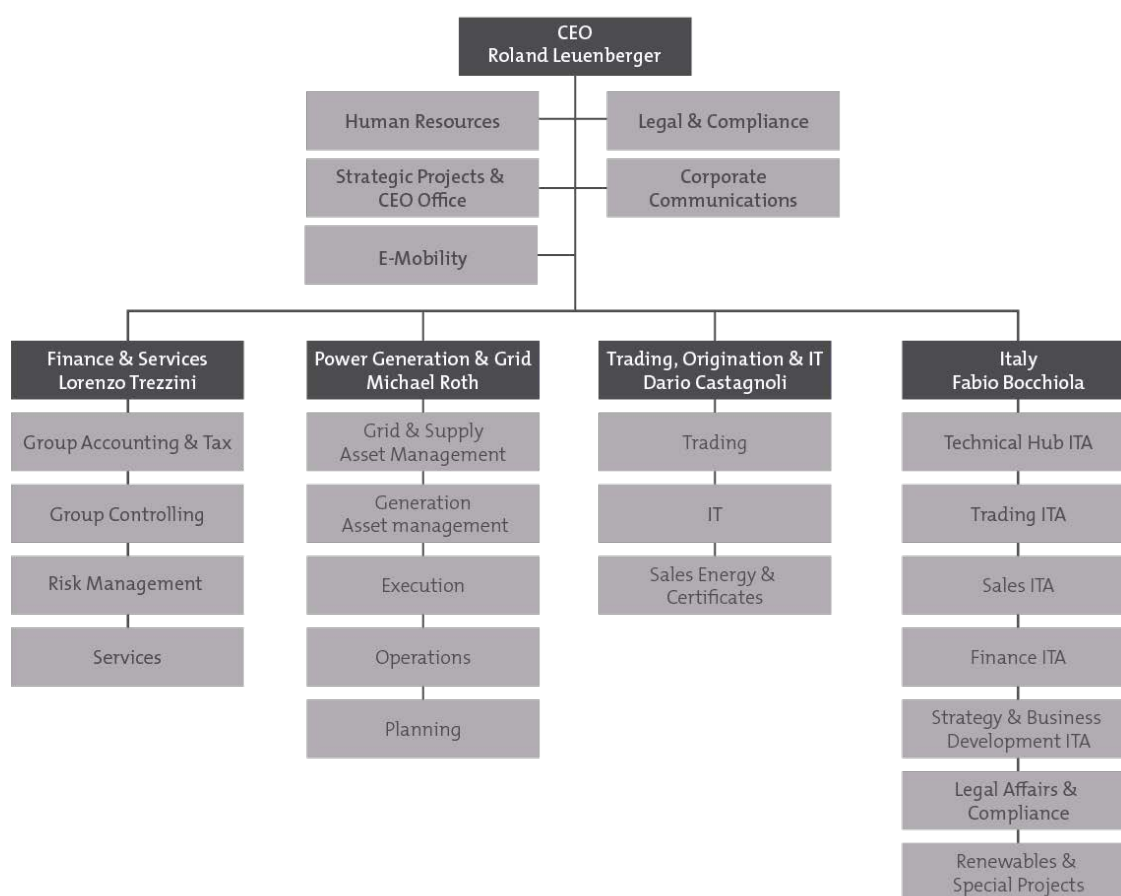 CEO
Roland Leuenberger
Human Resources
Legal & Compliance
Strategic Projects &
CEO Office
Corporate
Communications
E-Mobility
Finance & Services
Lorenzo Trezzini
Group Accounting & Tax
Group Controlling
Risk Management
Services
Power Generation & Grid
Michael Roth
Grid & Supply
Asset Management
Generation
Asset management
Execution
Operations
Planning
Trading, Origination & IT
Dario Castagnoli
Trading
IT
Sales Energy &
Certificates
Italy
Fabio Bocchiola
Technical Hub ITA
Trading ITA
Sales ITA
Finance ITA
Strategy & Business
Development ITA
Legal Affairs &
Compliance
Renewables &
Special Projects